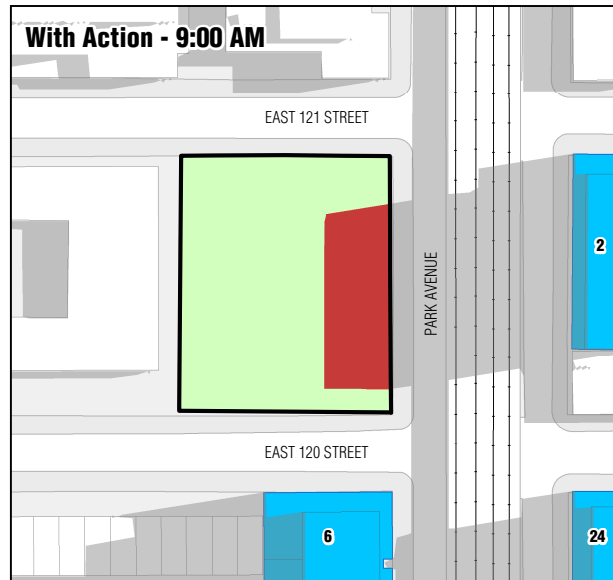 With Action - 9:00 AM
EAST 121 STREET
2
PARK AVENUE
EAST 120 STREET
6
24